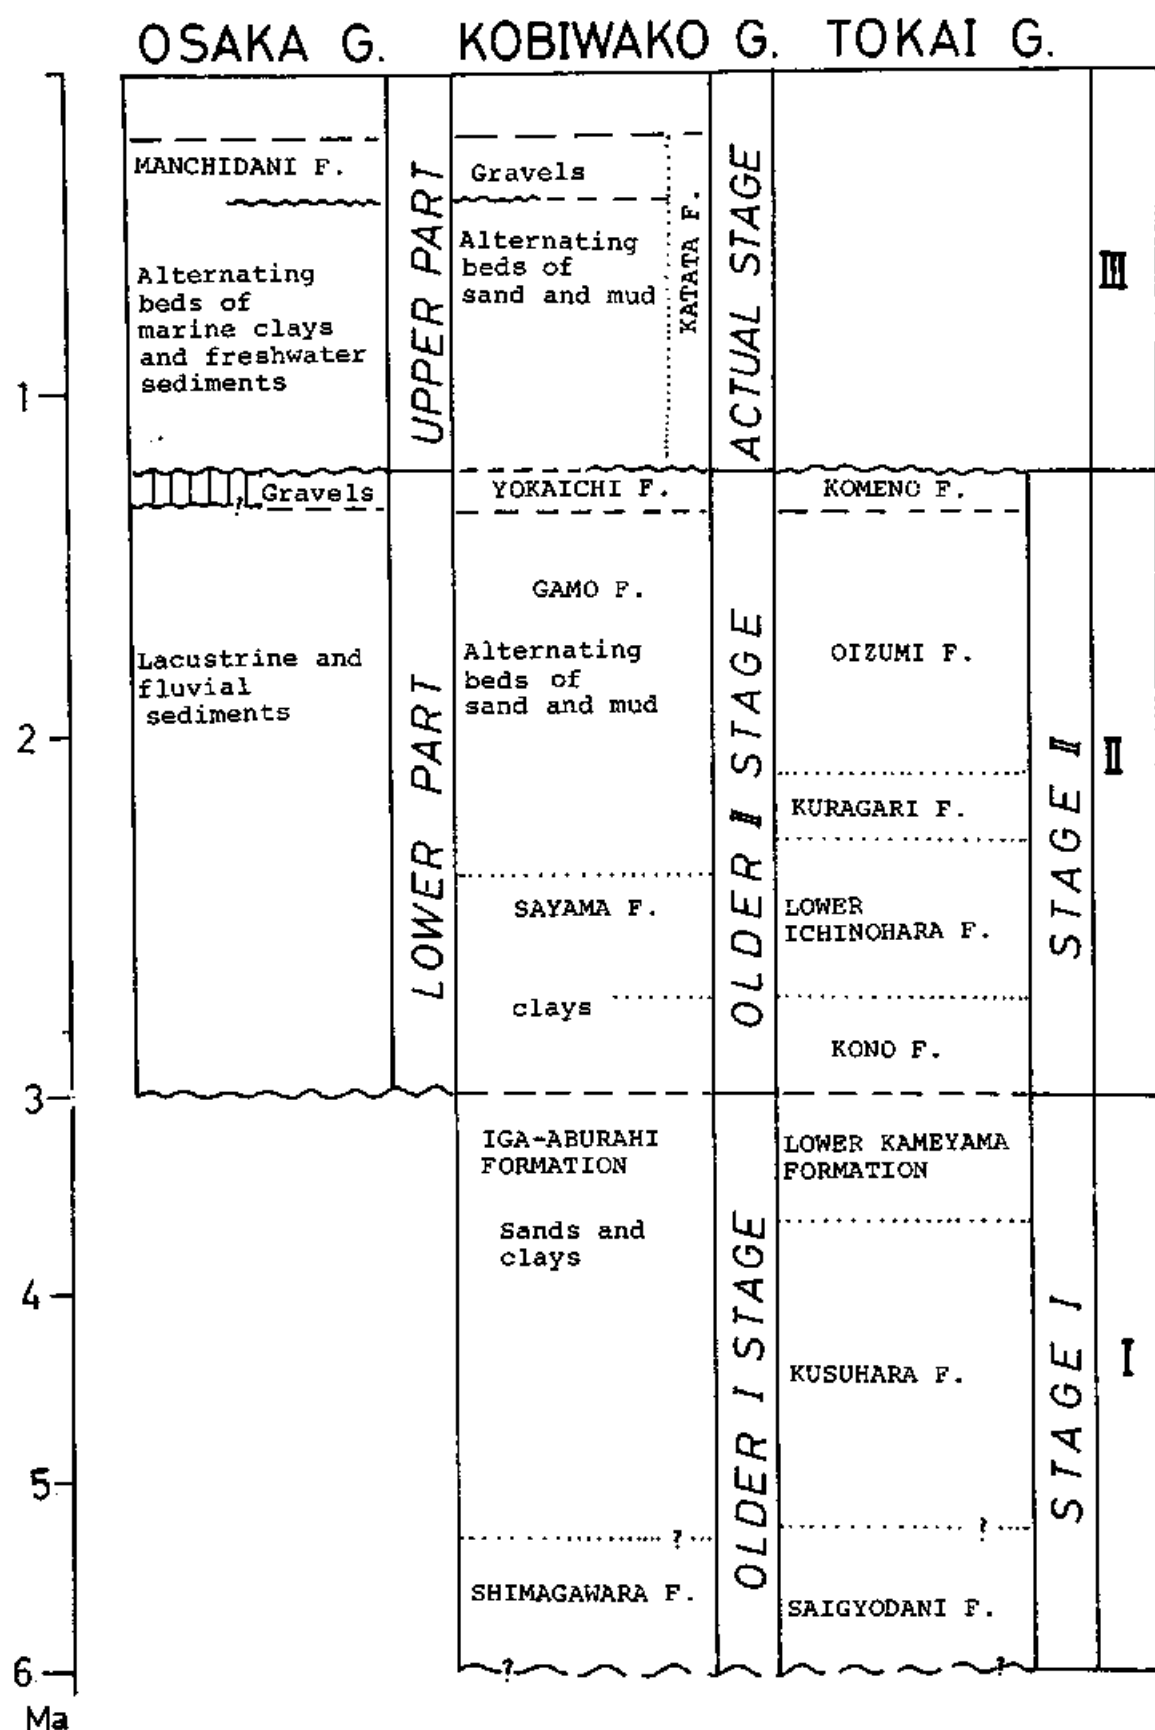 OSAKA G.
KOBIWAKO G.
TOKAI G.
MANCHIDANI F.
Alternating
beds of
marine clays
and freshwater
sediments
?
Gravels
Lacustrine and
fluvial
sediments
UPPER PART
LOWER PART
Gravels
Alternating
beds of
sand and mud
KATATA F.
YOKAICHI F.
GAMO F.
Alternating
beds of
sand and mud
SAYAMA F.
clays
IGA-ABURAHI
FORMATION
Sands and
clays
?
SHIMAGAWARA F.
?
ACTUAL STAGE
OLDER II STAGE
OLDER I STAGE
KOMENO F.
OIZUMI F.
KURAGARI F.
LOWER
ICHINOHARA F.
KONO F.
LOWER KAMEYAMA
FORMATION
KUSUHARA F.
?
SAIGYODANI F.
?
STAGE II
STAGE I
III
II
I
1
2
3
4
5
6
Ma